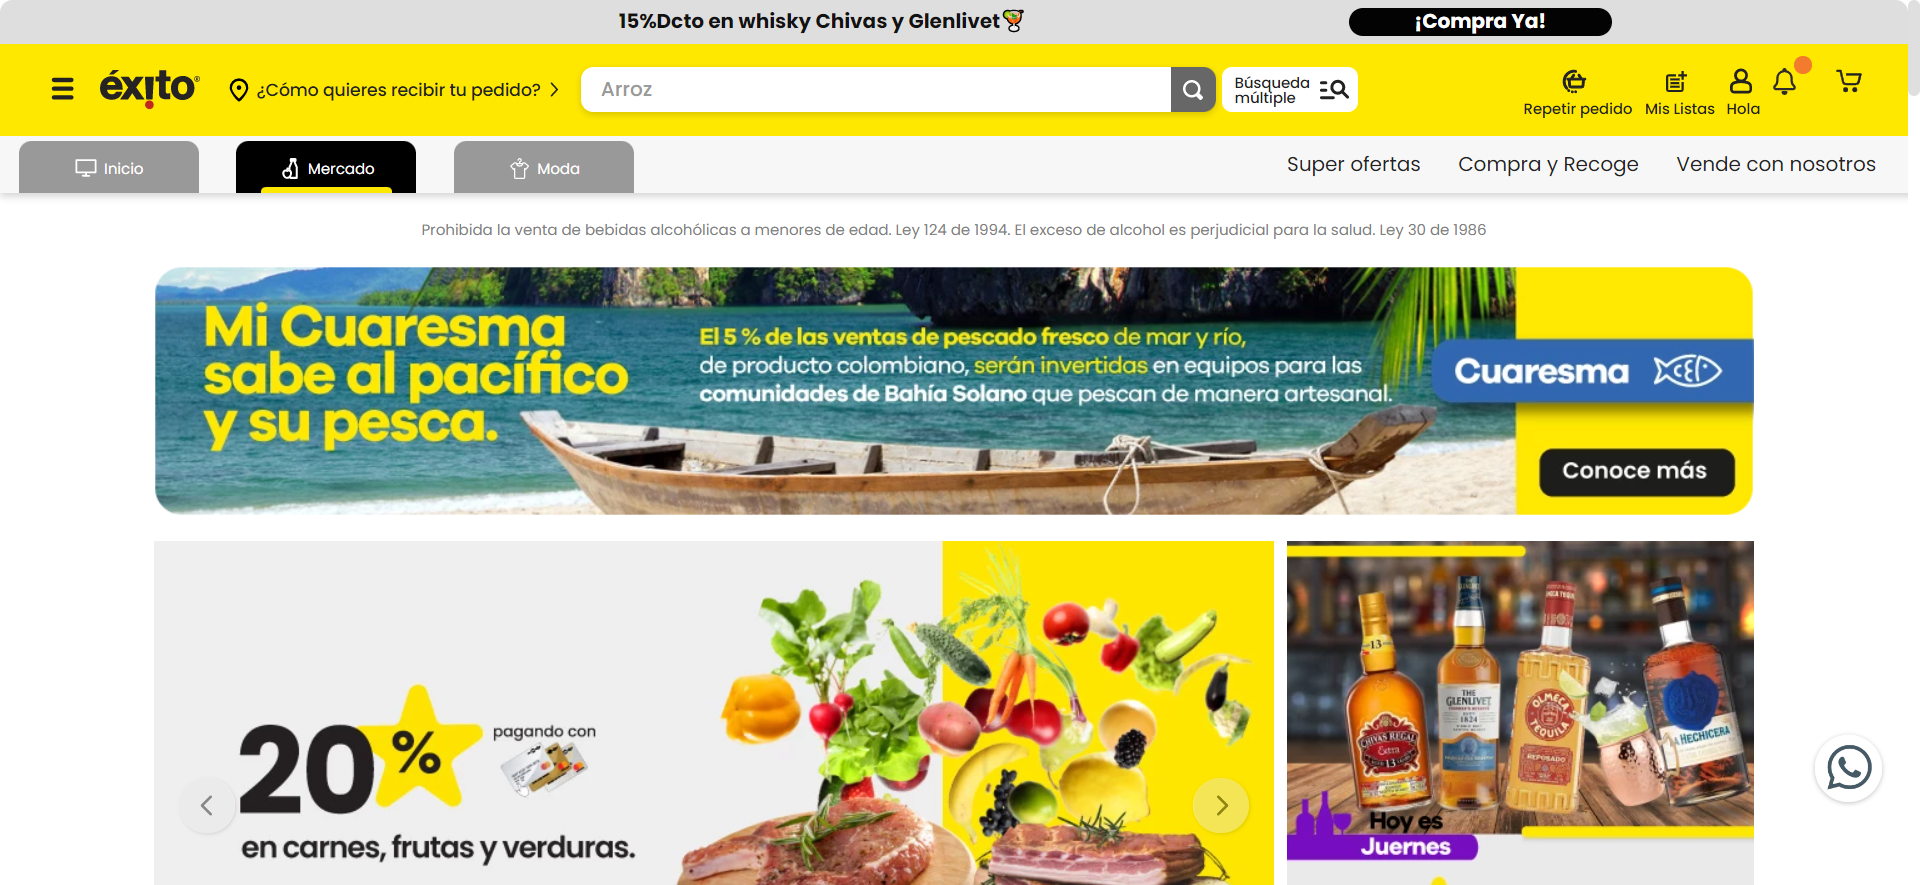 15%Dcto en whisky Chivas y Glenlivet
¡Compra Ya!
éxito
¿Cómo quieres recibir tu pedido?
Arroz
Búsqueda
múltiple
Repetir pedido
Mis Listas
Hola
Inicio
Mercado
Moda
Super ofertas
Compra y Recoge
Vende con nosotros
Prohibida la venta de bebidas alcohólicas a menores de edad. Ley 124 de 1994. El exceso de alcohol es perjudicial para la salud. Ley 30 de 1986
Mi Cuaresma
sabe al pacífico
y su pesca.
El 5 % de las ventas de pescado fresco de mar y río,
de producto colombiano, serán invertidas en equipos para las
comunidades de Bahía Solano que pescan de manera artesanal.
Cuaresma
Conoce más
20%
pagando con
en carnes, frutas y verduras.
13
CHIVAS REGAL
Extra
13
THE
GLENLIVET
1824
OLMECA
TEQUILA
REPOSADO
LA HECHICERA
Hoy es
Juernes